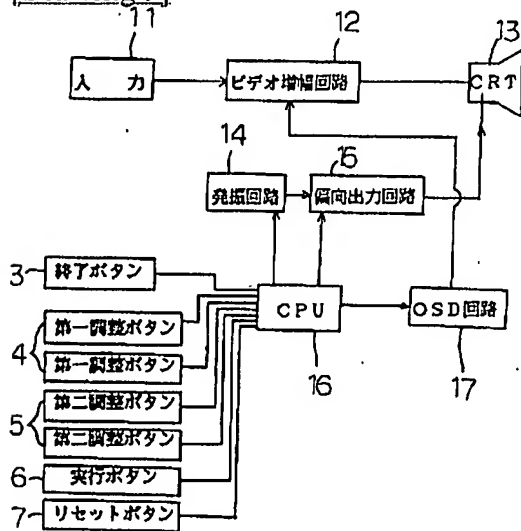 11
12
13
入 力
ビデオ増幅回路
CRT
14
15
発振回路
偏向出力回路
3
終了ボタン
CPU
OSD回路
16
17
4
第一調整ボタン
第一調整ボタン
5
第二調整ボタン
第二調整ボタン
6
実行ボタン
7
リセットボタン